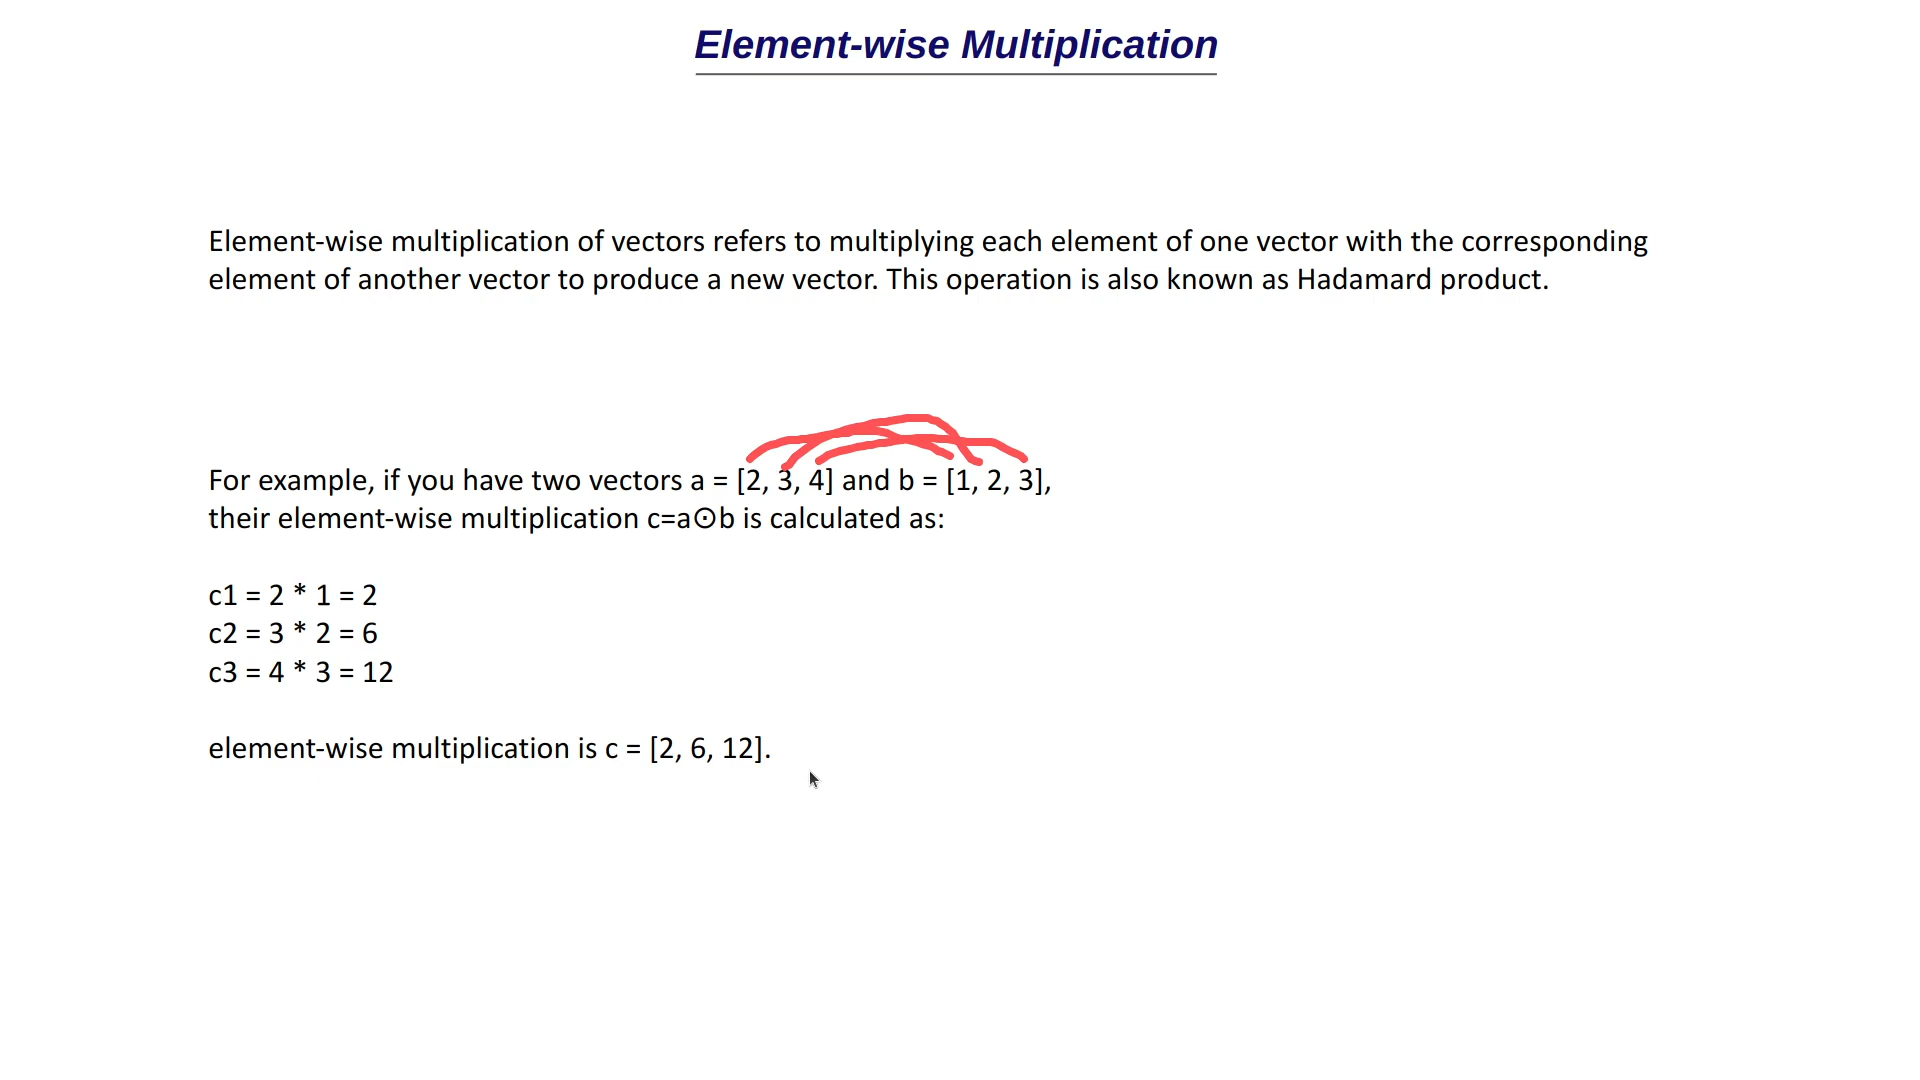 Element-wise Multiplication
Element-wise multiplication of vectors refers to multiplying each element of one vector with the corresponding
element of another vector to produce a new vector. This operation is also known as Hadamard product.
For example, if you have two vectors a = [2, 3, 4] and b = [1, 2, 3],
their element-wise multiplication c=a⊙b is calculated as:
c1 = 2 * 1 = 2
c2 = 3 * 2 = 6
c3 = 4 * 3 = 12
element-wise multiplication is c = [2, 6, 12].